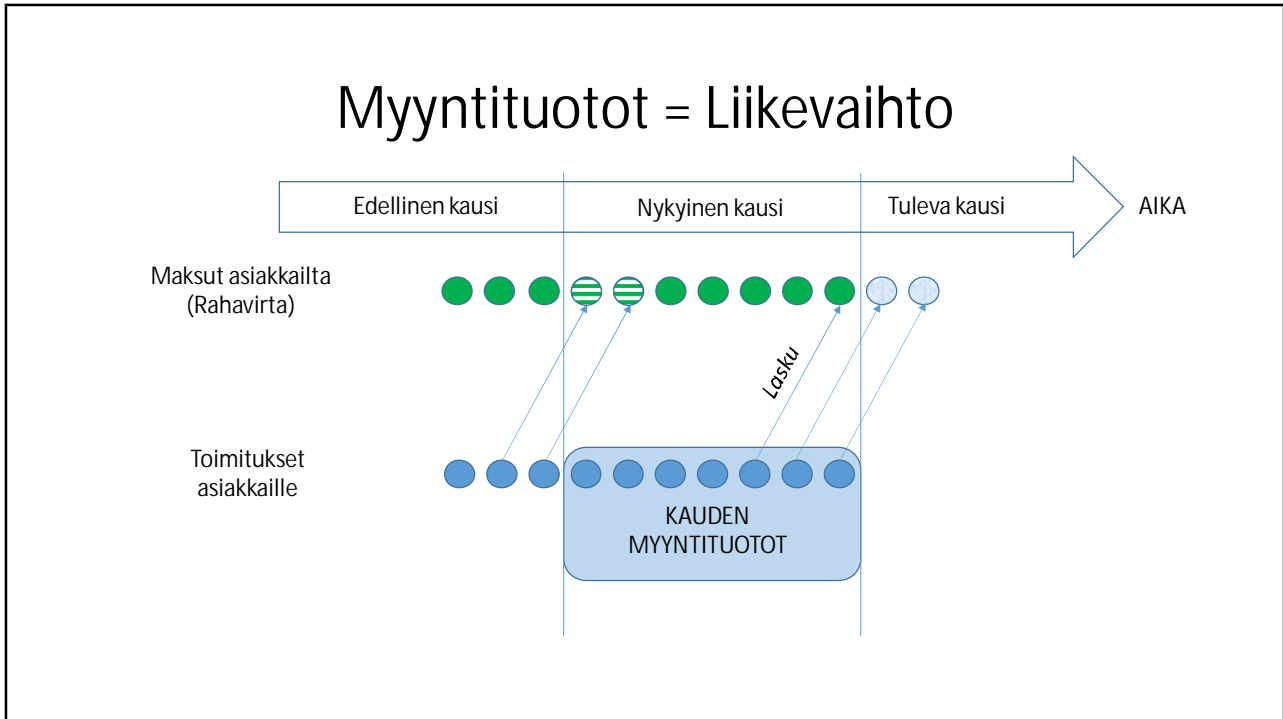 Myyntituotot = Liikevaihto
Edellinen kausi
Nykyinen kausi
Tuleva kausi
AIKA
Maksut asiakkailta
(Rahavirta)
Lasku
Toimitukset
asiakkaille
KAUDEN
MYYNTITUOTOT